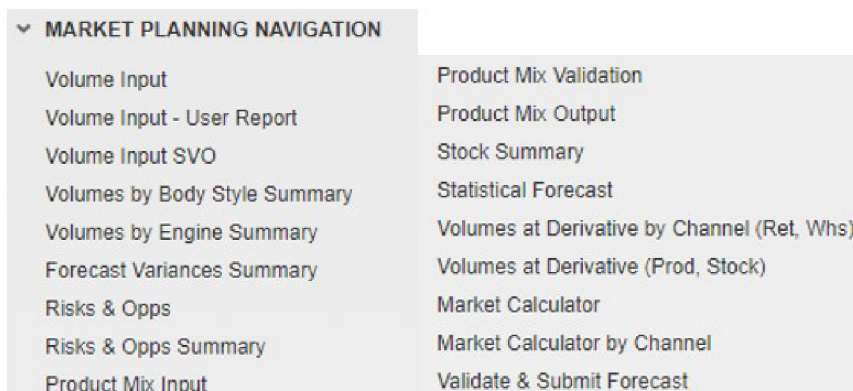 MARKET PLANNING NAVIGATION
Volume Input
Volume Input - User Report
Volume Input SVO
Volumes by Body Style Summary
Volumes by Engine Summary
Forecast Variances Summary
Risks & Opps
Risks & Opps Summary
Product Mix Input
Product Mix Validation
Product Mix Output
Stock Summary
Statistical Forecast
Volumes at Derivative by Channel (Ret, Whs)
Volumes at Derivative (Prod, Stock)
Market Calculator
Market Calculator by Channel
Validate & Submit Forecast